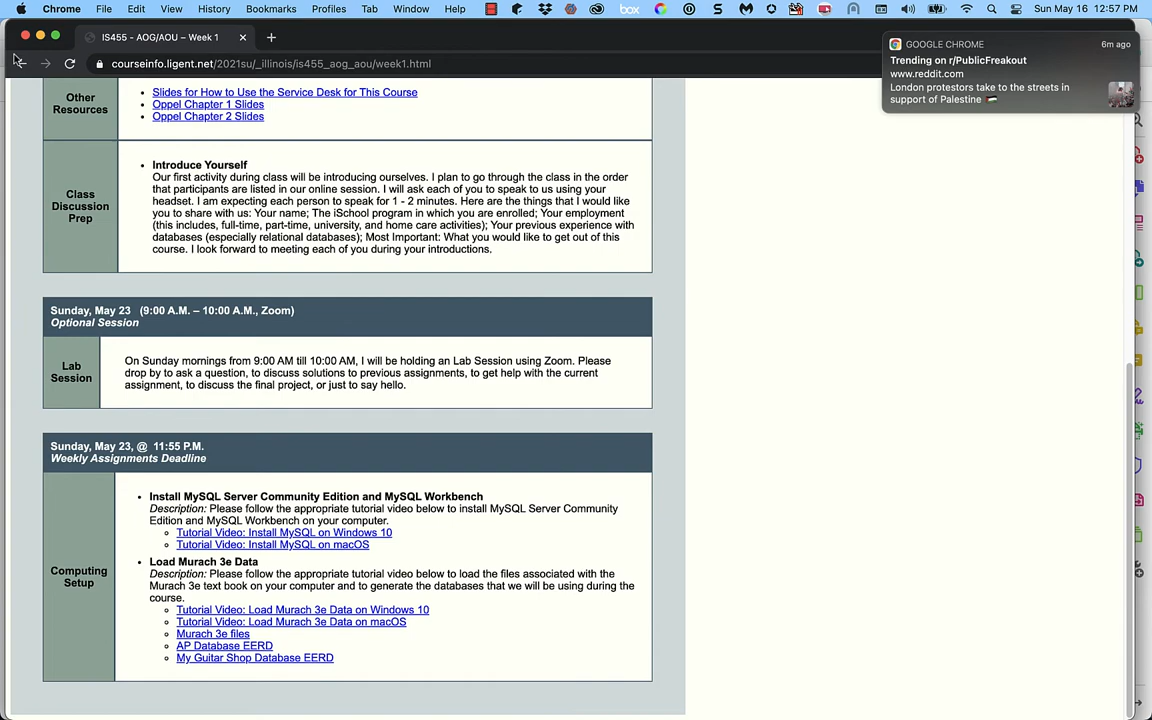 Chrome File Edit View History Bookmarks Profiles Tab Window Help box Sun May 16 12:57 PM
IS455 - AOG/AOU – Week 1
courseinfo.ligent.net/2021su/_illinois/is455_aog_aou/week1.html
GOOGLE CHROME 6m ago
Trending on r/PublicFreakout
www.reddit.com
London protestors take to the streets in
support of Palestine 🇵🇸
Other
Resources
• Slides for How to Use the Service Desk for This Course
• Oppel Chapter 1 Slides
• Oppel Chapter 2 Slides
Class
Discussion
Prep
• Introduce Yourself
Our first activity during class will be introducing ourselves. I plan to go through the class in the order
that participants are listed in our online session. I will ask each of you to speak to us using your
headset. I am expecting each person to speak for 1 - 2 minutes. Here are the things that I would like
you to share with us: Your name; The iSchool program in which you are enrolled; Your employment
(this includes, full-time, part-time, university, and home care activities); Your previous experience with
databases (especially relational databases); Most Important: What you would like to get out of this
course. I look forward to meeting each of you during your introductions.
Sunday, May 23 (9:00 A.M. – 10:00 A.M., Zoom)
Optional Session
Lab
Session
On Sunday mornings from 9:00 AM till 10:00 AM, I will be holding an Lab Session using Zoom. Please
drop by to ask a question, to discuss solutions to previous assignments, to get help with the current
assignment, to discuss the final project, or just to say hello.
Sunday, May 23, @ 11:55 P.M.
Weekly Assignments Deadline
Computing
Setup
• Install MySQL Server Community Edition and MySQL Workbench
Description: Please follow the appropriate tutorial video below to install MySQL Server Community
Edition and MySQL Workbench on your computer.
Tutorial Video: Install MySQL on Windows 10
Tutorial Video: Install MySQL on macOS
• Load Murach 3e Data
Description: Please follow the appropriate tutorial video below to load the files associated with the
Murach 3e text book on your computer and to generate the databases that we will be using during the
course.
Tutorial Video: Load Murach 3e Data on Windows 10
Tutorial Video: Load Murach 3e Data on macOS
Murach 3e files
AP Database EERD
My Guitar Shop Database EERD